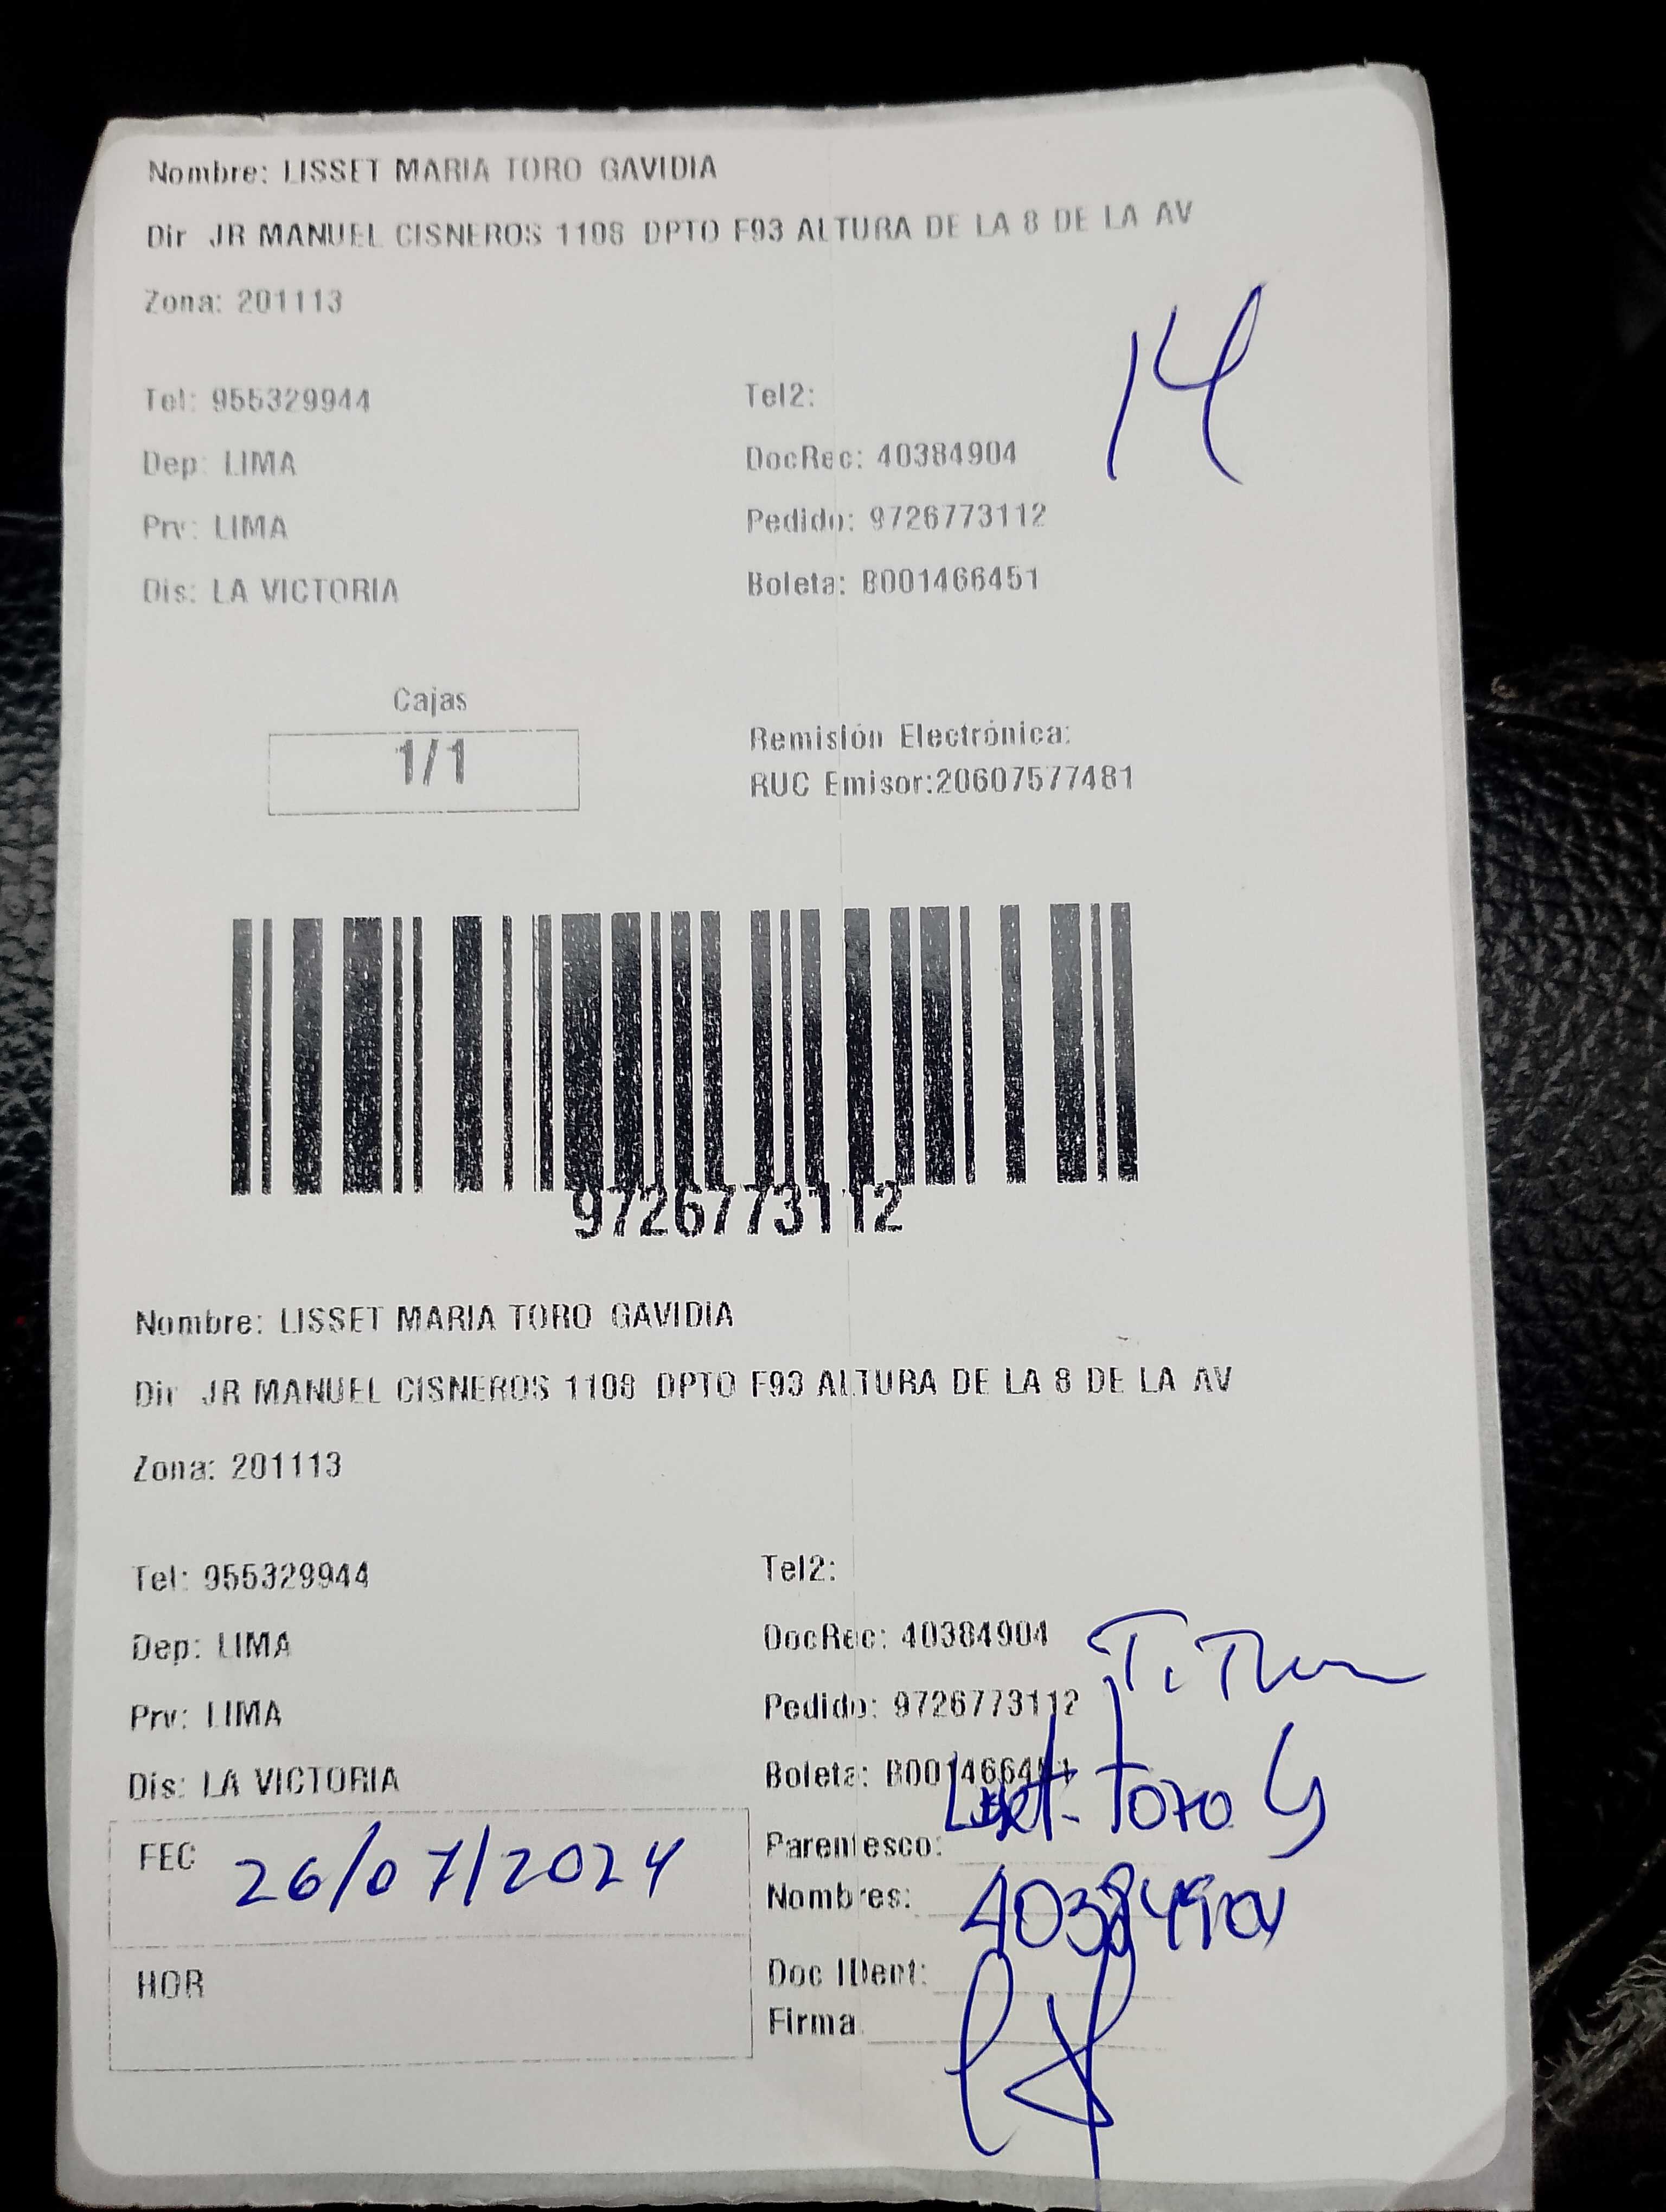 Nombre: LISSET MARIA TORO GAVIDIA
Dir JR MANUEL CISNEROS 1108 DPTO F93 ALTURA DE LA 8 DE LA AV
Zona: 201113
14
Tel: 955329944 Tel2:
Dep: LIMA DocRec: 40384904
Prv: LIMA Pedido: 9726773112
Dis: LA VICTORIA Boleta: B001466451
Cajas
1/1
Remisión Electrónica:
RUC Emisor:20607577481
9726773112
Nombre: LISSET MARIA TORO GAVIDIA
Dir JR MANUEL CISNEROS 1108 DPTO F93 ALTURA DE LA 8 DE LA AV
Zona: 201113
Tel: 955329944 Tel2:
Dep: LIMA DocRec: 40384904
Prv: LIMA Pedido: 9726773112
Dis: LA VICTORIA Boleta: B001466451
FEC 26/07/2024
HOR
Parentesco:
Lisset Toro G
Nombres: 40384904
Doc IDent:
Firma